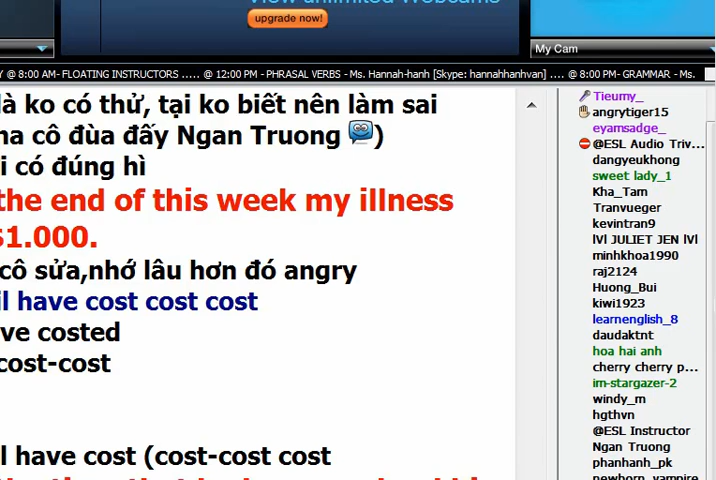 upgrade now!
My Cam
@ 8:00 AM- FLOATING INSTRUCTORS ..... @ 12:00 PM - PHRASAL VERBS - Ms. Hannah-hanh [Skype: hannahhanhvan] .....@ 8:00 PM- GRAMMAR - Ms.
là ko có thử, tại ko biết nên làm sai
cô đùa đấy Ngan Truong )
có đúng hì
the end of this week my illness
$1.000.
cô sửa,nhớ lâu hơn đó angry
have cost cost cost
costed
cost-cost
have cost (cost-cost cost
Tieumy_
angrytiger15
eyamsadge_
@ESL Audio Triv...
dangyeukhong
sweet lady_1
Kha_Tam
Tranvueger
kevintran9
lVl JULIET JEN lVl
minhkhoa1990
raj2124
Huong_Bui
kiwi1923
learnenglish_8
daudaktnt
hoa hai anh
cherry cherry p...
im-stargazer-2
windy_m
hgthvn
@ESL Instructor
Ngan Truong
phanhanh_pk
newborn_vampire